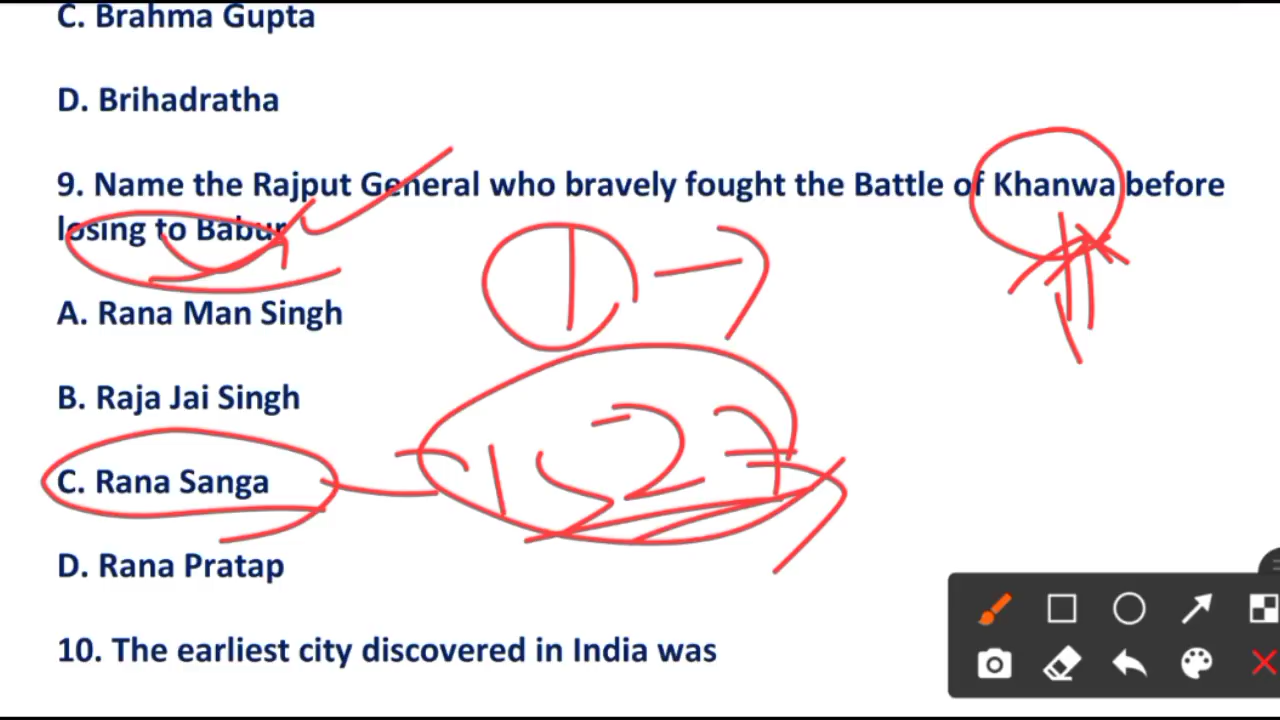 C. Brahma Gupta
D. Brihadratha
9. Name the Rajput General who bravely fought the Battle of Khanwa before
losing to Babur
1
A. Rana Man Singh
B. Raja Jai Singh
1527
C. Rana Sanga
D. Rana Pratap
10. The earliest city discovered in India was